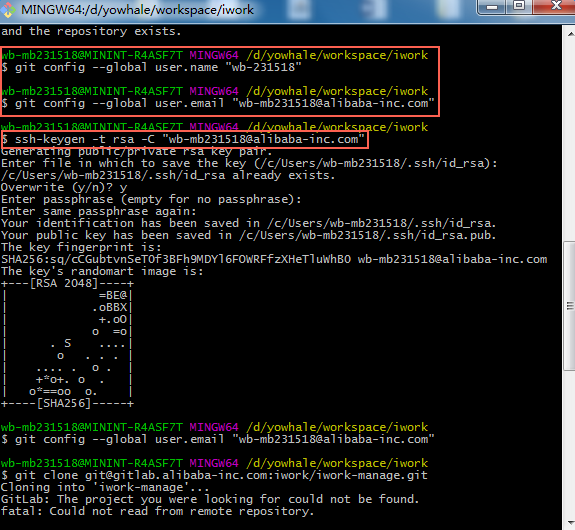 MINGW64:/d/yowhale/workspace/iwork
and the repository exists.
wb-mb231518@MININT-R4ASF7T MINGW64 /d/yowhale/workspace/iwork
$ git config --global user.name "wb-231518"
wb-mb231518@MININT-R4ASF7T MINGW64 /d/yowhale/workspace/iwork
$ git config --global user.email "wb-mb231518@alibaba-inc.com"
wb-mb231518@MININT-R4ASF7T MINGW64 /d/yowhale/workspace/iwork
$ ssh-keygen -t rsa -C "wb-mb231518@alibaba-inc.com"
Generating public/private rsa key pair.
Enter file in which to save the key (/c/Users/wb-mb231518/.ssh/id_rsa):
/c/Users/wb-mb231518/.ssh/id_rsa already exists.
Overwrite (y/n)? y
Enter passphrase (empty for no passphrase):
Enter same passphrase again:
Your identification has been saved in /c/Users/wb-mb231518/.ssh/id_rsa.
Your public key has been saved in /c/Users/wb-mb231518/.ssh/id_rsa.pub.
The key fingerprint is:
SHA256:sq/cCGubtvnSeTOf3BFh9MDYl6FOWRFfzXHeTluWhBO wb-mb231518@alibaba-inc.com
The key's randomart image is:
+---[RSA 2048]----+
|             =BE@|
|            .oBBX|
|             +.oO|
|            o  =o|
|      . S    ....|
|       o   . . . |
|    .... .  o .  |
|    +*o+. o  .   |
|   o*==oo  o.    |
+----[SHA256]-----+
wb-mb231518@MININT-R4ASF7T MINGW64 /d/yowhale/workspace/iwork
$ git config --global user.email "wb-mb231518@alibaba-inc.com"
wb-mb231518@MININT-R4ASF7T MINGW64 /d/yowhale/workspace/iwork
$ git clone git@gitlab.alibaba-inc.com:iwork/iwork-manage.git
Cloning into 'iwork-manage'...
GitLab: The project you were looking for could not be found.
fatal: Could not read from remote repository.